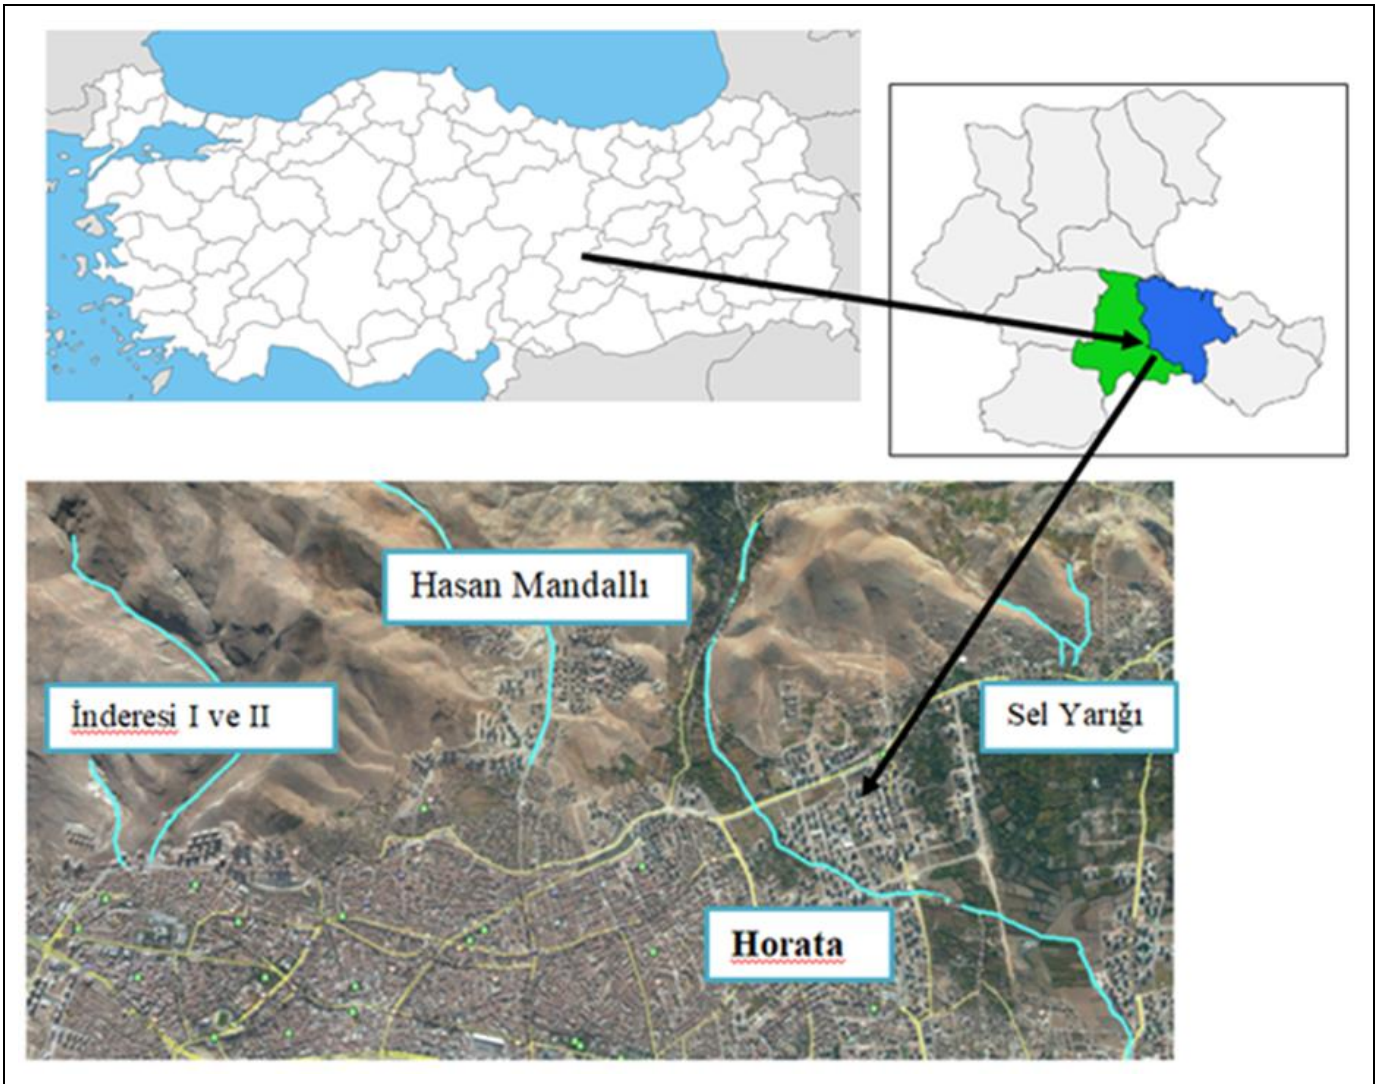 Hasan Mandallı
İnderesi I ve II
Sel Yarığı
Horata